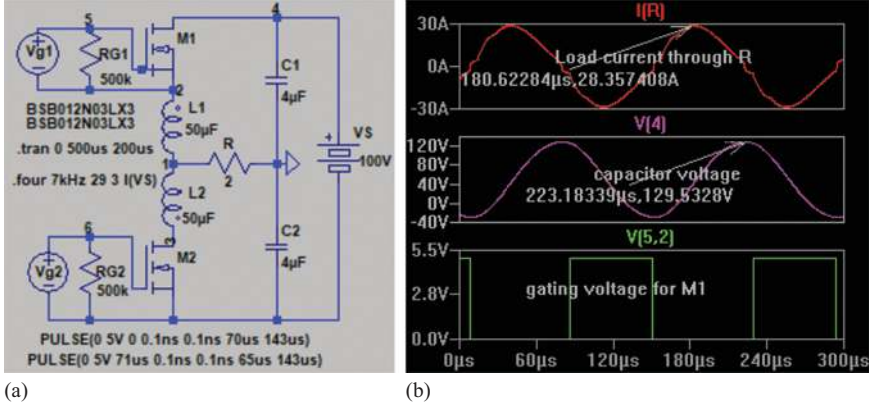 5
4
Vg1
RG1
M1
C1
500k
4µF
2
BSB012N03LX3
BSB012N03LX3
L1
50µF
VS
.tran 0 500us 200us
R
100V
1
2
.four 7kHz 29 3 I(VS)
L2
50µF
6
3
C2
Vg2
RG2
M2
4µF
500k
PULSE(0 5V 0 0.1ns 0.1ns 70us 143us)
PULSE(0 5V 71us 0.1ns 0.1ns 65us 143us)
(a)
I(R)
30A
0A
-30A
Load current through R
180.62284µs,28.357408A
V(4)
120V
80V
40V
0V
-40V
capacitor voltage
223.18339µs,129.5328V
V(5,2)
5.5V
2.8V
0.0V
gating voltage for M1
0µs 60µs 120µs 180µs 240µs 300µs
(b)